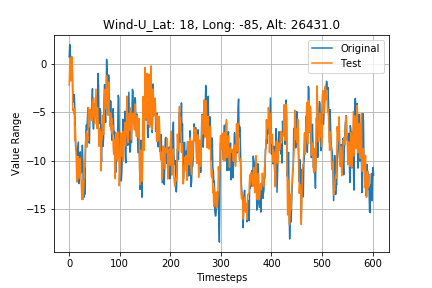 Wind-U_Lat: 18, Long: -85, Alt: 26431.0
Original
Test
0
−5
−10
−15
Value Range
0 100 200 300 400 500 600
Timesteps